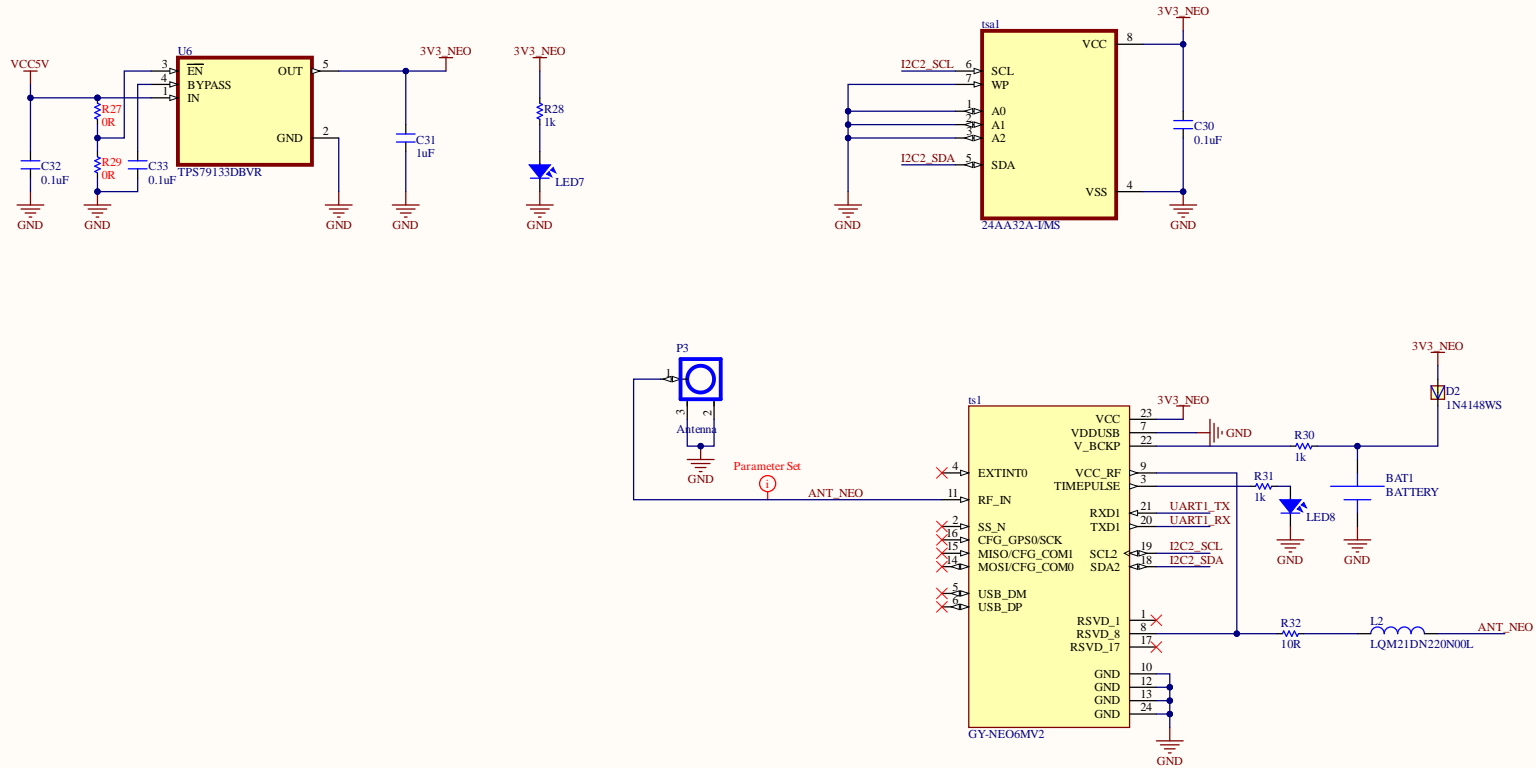 U6
VCC5V
3
EN
4
BYPASS
1
IN
OUT
5
GND
2
TPS79133DBVR
R27
0R
R29
0R
C32
0.1uF
C33
0.1uF
GND
GND
GND
3V3_NEO
C31
1uF
GND
3V3_NEO
R28
1k
LED7
GND
tsa1
3V3_NEO
VCC
8
I2C2_SCL
6
SCL
7
WP
1
A0
2
A1
3
A2
I2C2_SDA
5
SDA
VSS
4
24AA32A-I/MS
C30
0.1uF
GND
GND
P3
1
3
2
Antenna
GND
Parameter Set
i
ANT_NEO
ts1
3V3_NEO
VCC
23
VDDUSB
7
GND
V_BCKP
22
4
EXTINT0
VCC_RF
9
TIMEPULSE
3
11
RF_IN
RXD1
21
UART1_TX
2
SS_N
TXD1
20
UART1_RX
16
CFG_GPS0/SCK
15
MISO/CFG_COM1
SCL2
19
I2C2_SCL
14
MOSI/CFG_COM0
SDA2
18
I2C2_SDA
5
USB_DM
6
USB_DP
RSVD_1
1
RSVD_8
8
RSVD_17
17
GND
10
GND
12
GND
13
GND
24
GY-NEO6MV2
GND
R30
1k
R31
1k
LED8
GND
3V3_NEO
D2
1N4148WS
BAT1
BATTERY
GND
R32
10R
L2
LQM21DN220N00L
ANT_NEO